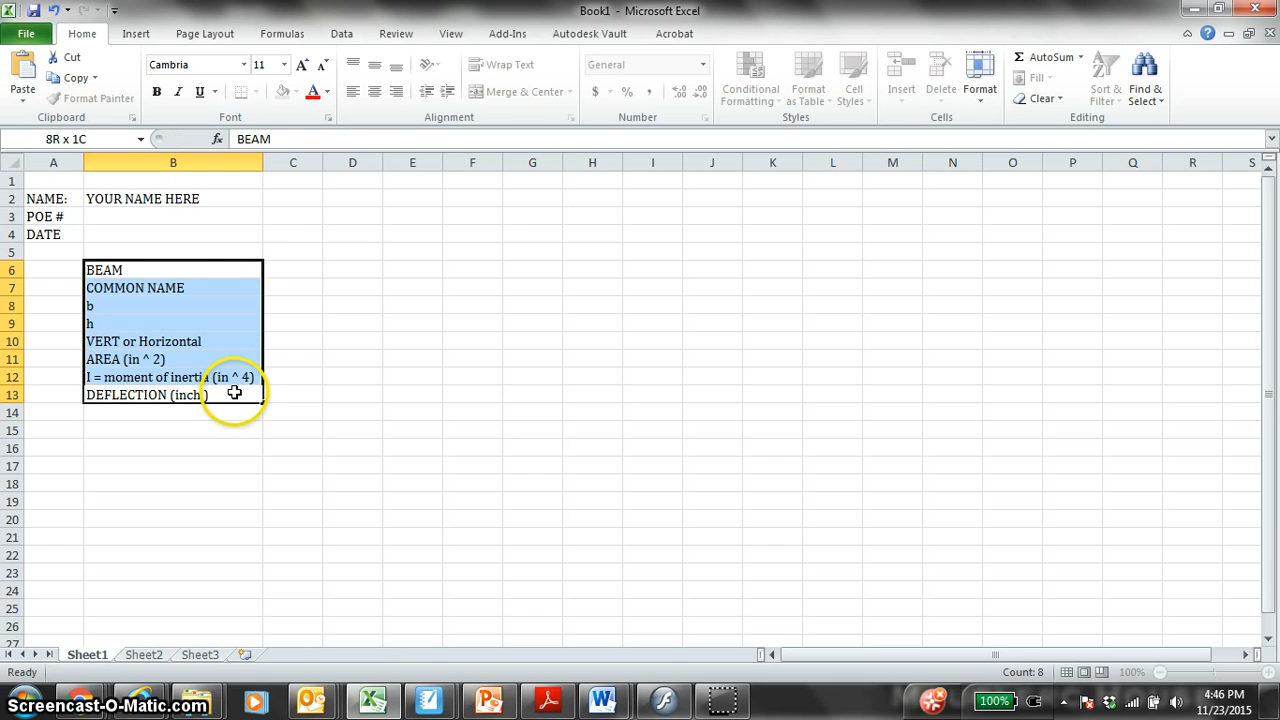 Book1 - Microsoft Excel
File Home Insert Page Layout Formulas Data Review View Add-Ins Autodesk Vault Acrobat
Paste
Cut
Copy
Format Painter
Clipboard
Cambria 11
B I U A
Font
Wrap Text
Merge & Center
Alignment
General
$ % ,
Number
Conditional Formatting
Format as Table
Cell Styles
Styles
Insert
Delete
Format
Cells
Σ AutoSum
Fill
Clear
Sort & Filter
Find & Select
Editing
8R x 1C fx BEAM
A B C D E F G H I J K L M N O P Q R S
1
2 NAME: YOUR NAME HERE
3 POE #
4 DATE
5
6 BEAM
7 COMMON NAME
8 b
9 h
10 VERT or Horizontal
11 AREA (in ^ 2)
12 I = moment of inertia (in ^ 4)
13 DEFLECTION (inch)
14
15
16
17
18
19
20
21
22
23
24
25
26
27
Sheet1 Sheet2 Sheet3
Ready Count: 8 100%
Screencast-O-Matic.com
100%
4:46 PM
11/23/2015